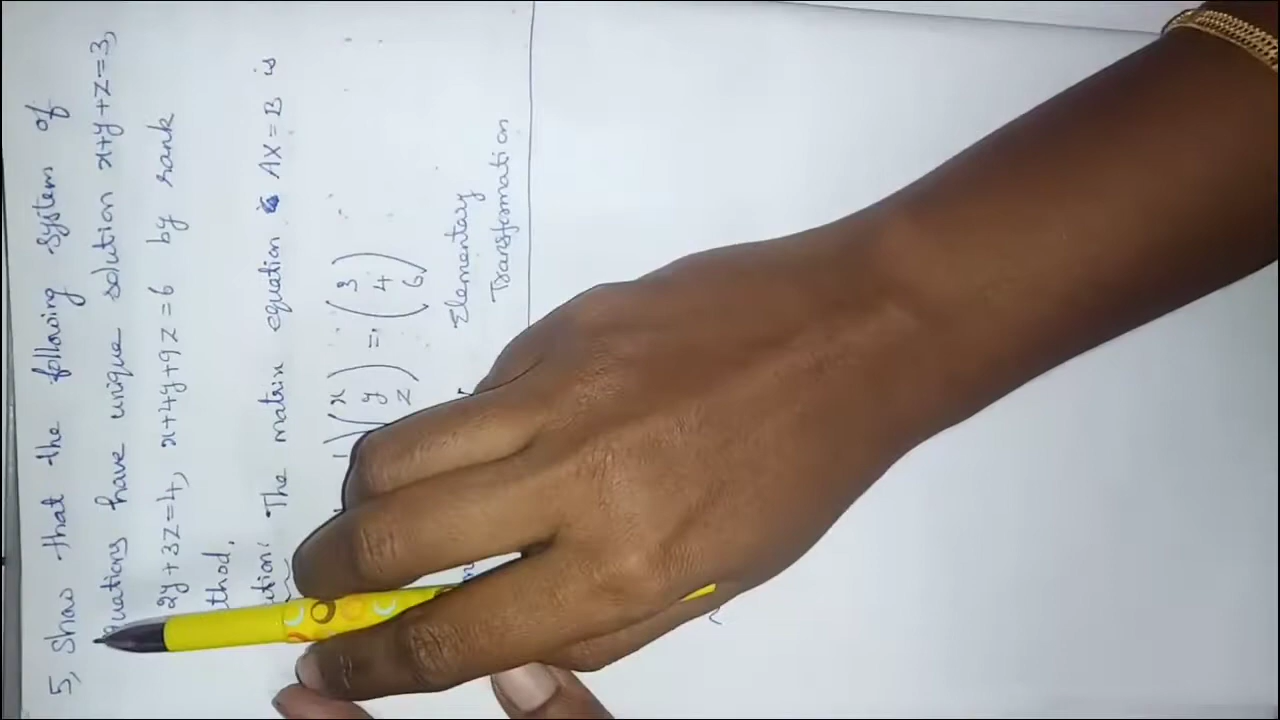 5, Show that the following system of
equations have unique solution x+y+z=3,
2y+3z=4, x+4y+9z=6 by rank
thod.
ution: The matrix equation AX=B is
(x y z) = (3 4 6)
Elementary
Transformation